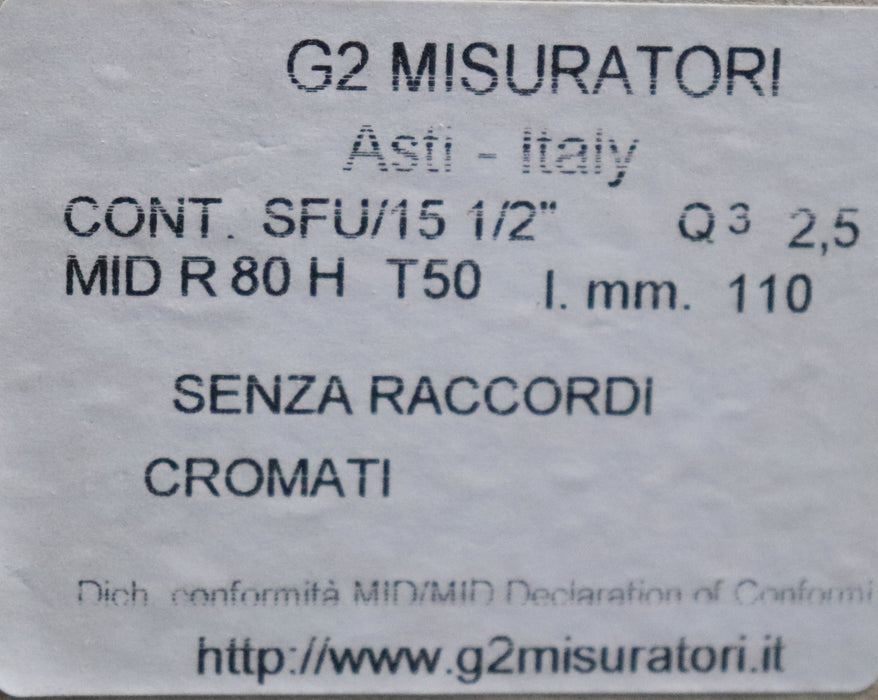 G2 MISURATORI
Asti - Italy
CONT. SFU/15 1/2" Q 3 2,5
MID R 80 H T50 l. mm. 110
SENZA RACCORDI
CROMATI
Dich. conformità MID/MID Declaration of Conformi
http://www.g2misuratori.it